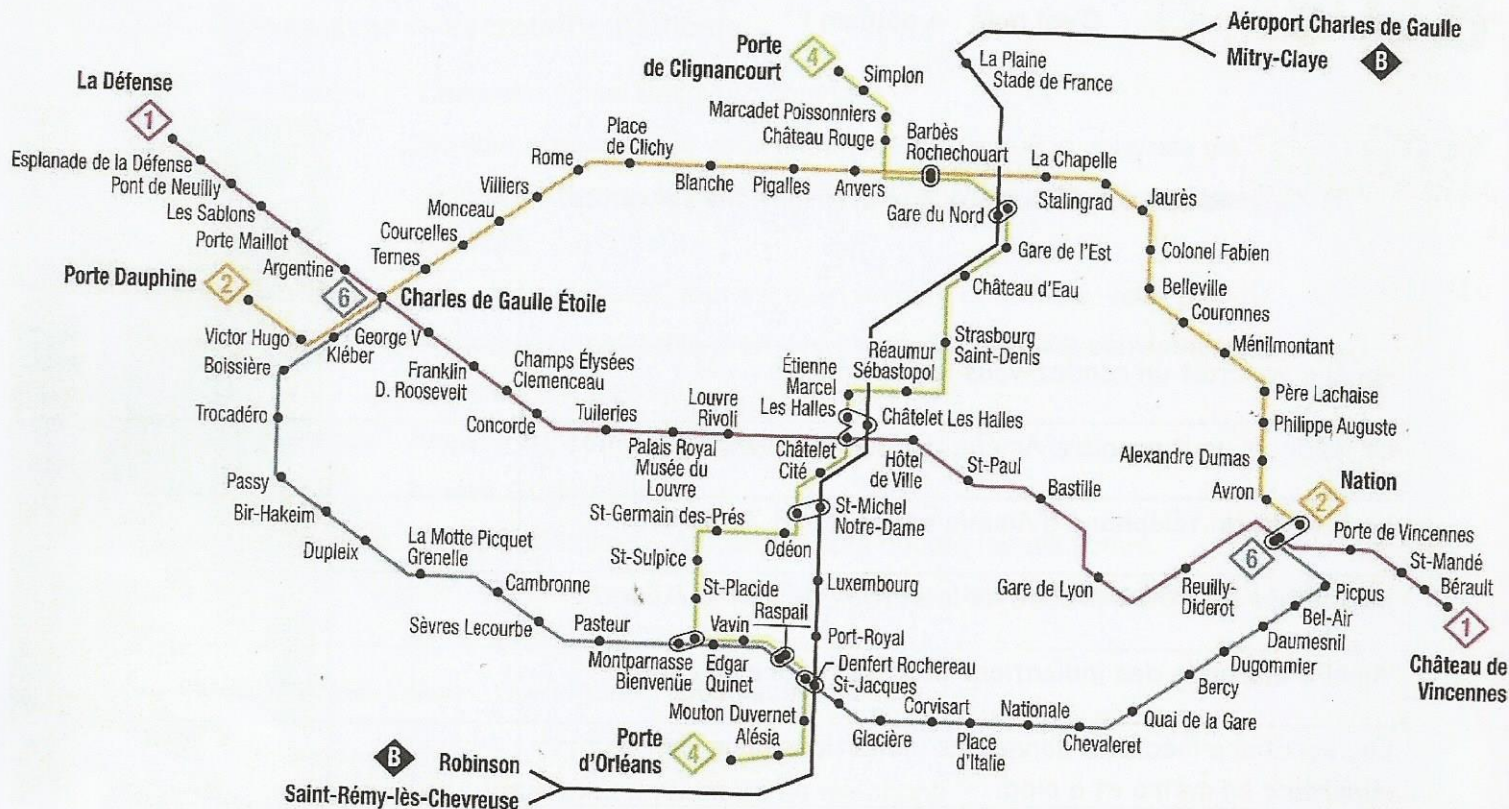 Aéroport Charles de Gaulle
Mitry-Claye
B
La Plaine
Stade de France
Porte
de Clignancourt
4
Simplon
Marcadet Poissonniers
Château Rouge
Barbès
Rochechouart
La Défense
1
Esplanade de la Défense
Pont de Neuilly
Les Sablons
Porte Maillot
Argentine
Porte Dauphine
2
6
Charles de Gaulle Étoile
Victor Hugo
Kléber
Boissière
Trocadéro
Passy
Bir-Hakeim
Dupleix
La Motte Picquet
Grenelle
Cambronne
Sèvres Lecourbe
Pasteur
Montparnasse
Bienvenüe
Edgar
Quinet
Ternes
Courcelles
Monceau
Villiers
Rome
Place
de Clichy
Blanche
Pigalles
Anvers
La Chapelle
Stalingrad
Jaurès
Colonel Fabien
Belleville
Couronnes
Ménilmontant
Père Lachaise
Philippe Auguste
Alexandre Dumas
Avron
Nation
2
6
Gare du Nord
Gare de l'Est
Château d'Eau
Strasbourg
Saint-Denis
Réaumur
Sébastopol
Étienne
Marcel
Les Halles
Châtelet Les Halles
Châtelet
Cité
George V
Franklin
D. Roosevelt
Champs Élysées
Clemenceau
Concorde
Tuileries
Palais Royal
Musée du
Louvre
Louvre
Rivoli
Hôtel
de Ville
St-Paul
Bastille
Gare de Lyon
Reuilly-
Diderot
Porte de Vincennes
St-Mandé
Bérault
1
Château de
Vincennes
St-Michel
Notre-Dame
St-Germain des-Prés
Odéon
St-Sulpice
St-Placide
Vavin
Raspail
Luxembourg
Port-Royal
Denfert Rochereau
St-Jacques
Mouton Duvernet
Alésia
Porte
d'Orléans
4
Glacière
Corvisart
Place
d'Italie
Nationale
Chevaleret
Quai de la Gare
Bercy
Dugommier
Daumesnil
Bel-Air
Picpus
B
Robinson
Saint-Rémy-lès-Chevreuse